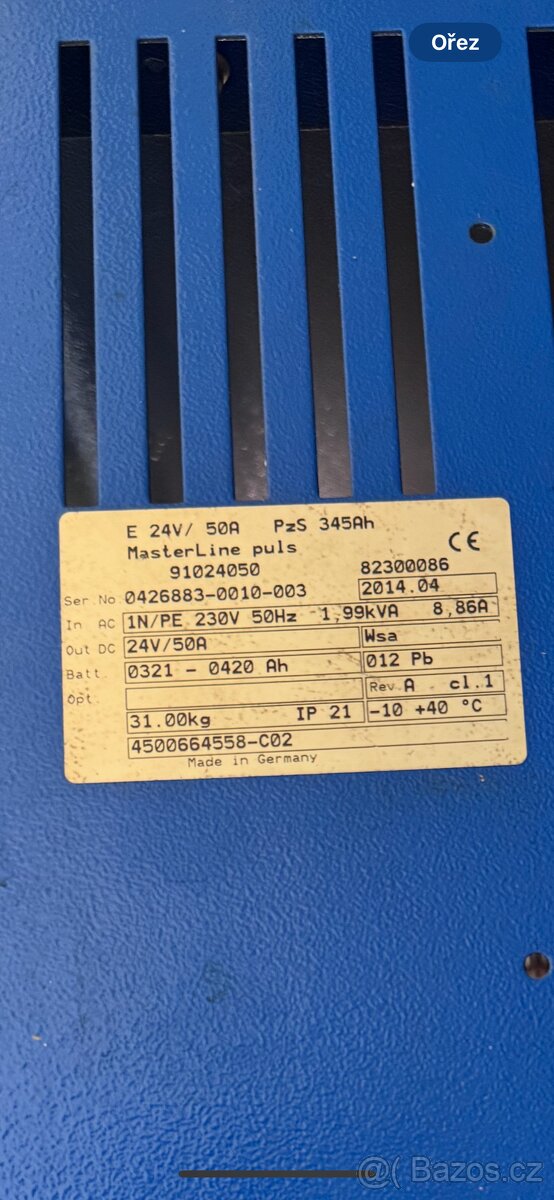 Ořez
E 24V/ 50A PzS 345Ah
MasterLine puls
CE
91024050 82300086
Ser.No. 0426883-0010-003 2014.04
In AC 1N/PE 230V 50Hz 1,99kVA 8,86A
Out DC 24V/50A Wsa
Batt. 0321 - 0420 Ah 012 Pb
Opt. Rev. A cl.1
31.00kg IP 21 -10 +40 °C
4500664558-C02
Made in Germany
@( Bazos.cz